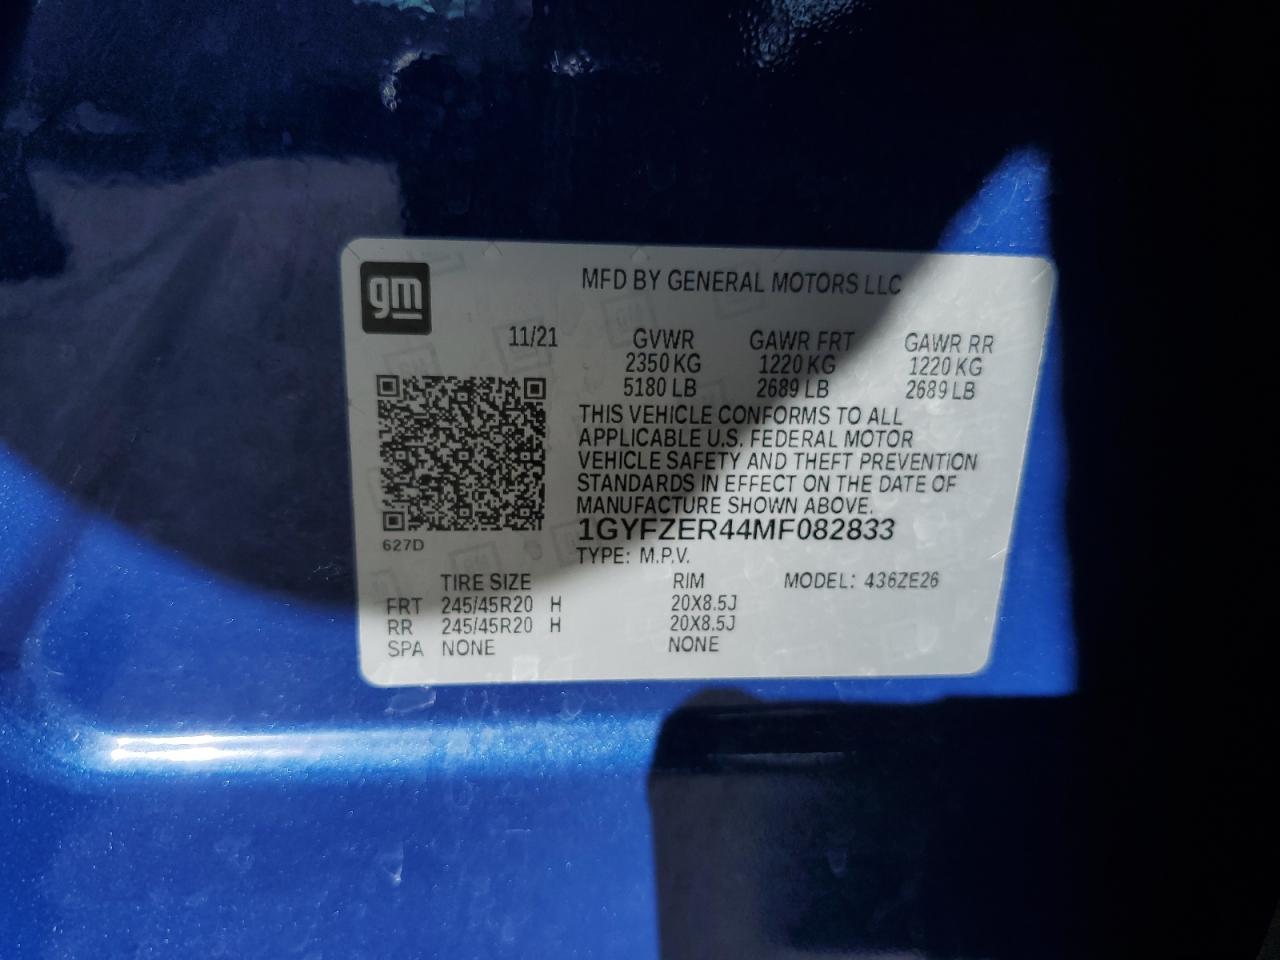 gm
MFD BY GENERAL MOTORS LLC
11/21 GVWR GAWR FRT GAWR RR
2350 KG 1220 KG 1220 KG
5180 LB 2689 LB 2689 LB
THIS VEHICLE CONFORMS TO ALL
APPLICABLE U.S. FEDERAL MOTOR
VEHICLE SAFETY AND THEFT PREVENTION
STANDARDS IN EFFECT ON THE DATE OF
MANUFACTURE SHOWN ABOVE.
1GYFZER44MF082833
627D
TYPE: M.P.V.
TIRE SIZE RIM MODEL: 436ZE26
FRT 245/45R20 H 20X8.5J
RR 245/45R20 H 20X8.5J
SPA NONE NONE